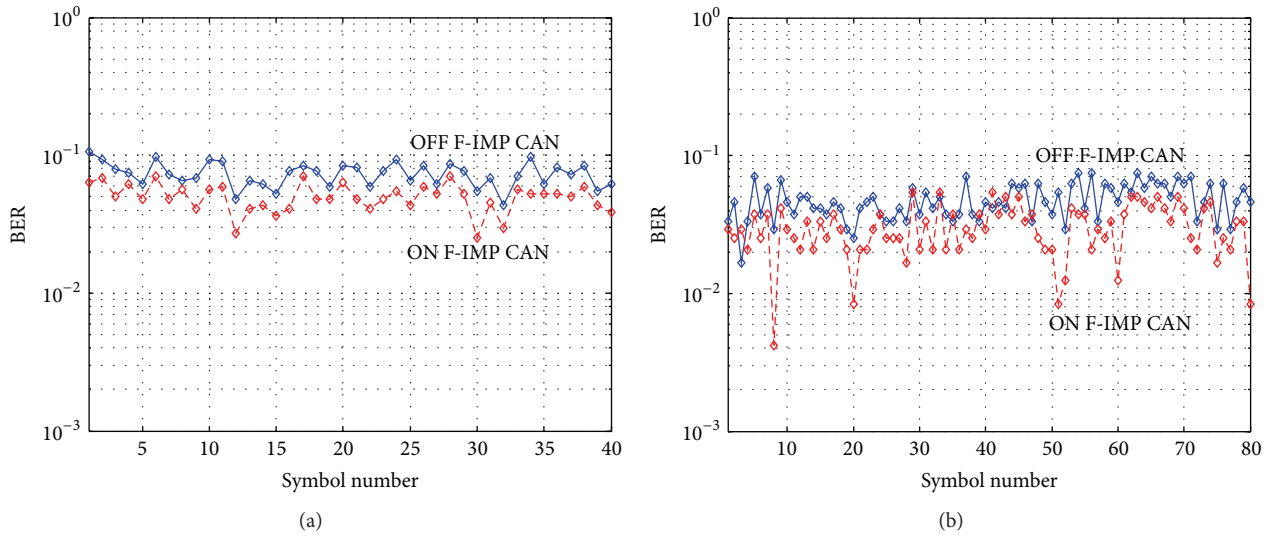 10^0
10^-1
10^-2
10^-3
BER
OFF F-IMP CAN
ON F-IMP CAN
5 10 15 20 25 30 35 40
Symbol number
(a)
10^0
10^-1
10^-2
10^-3
BER
OFF F-IMP CAN
ON F-IMP CAN
10 20 30 40 50 60 70 80
Symbol number
(b)